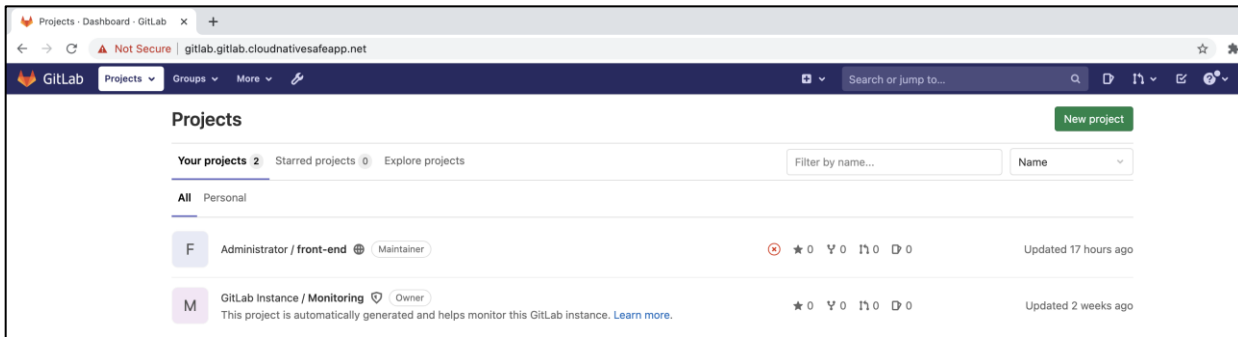 Projects · Dashboard · GitLab
Not Secure | gitlab.gitlab.cloudnativesafeapp.net
GitLab Projects Groups More Search or jump to...
Projects New project
Your projects 2 Starred projects 0 Explore projects Filter by name... Name
All Personal
F Administrator / front-end Maintainer 0 0 0 0 Updated 17 hours ago
M GitLab Instance / Monitoring Owner 0 0 0 0 Updated 2 weeks ago
This project is automatically generated and helps monitor this GitLab instance. Learn more.